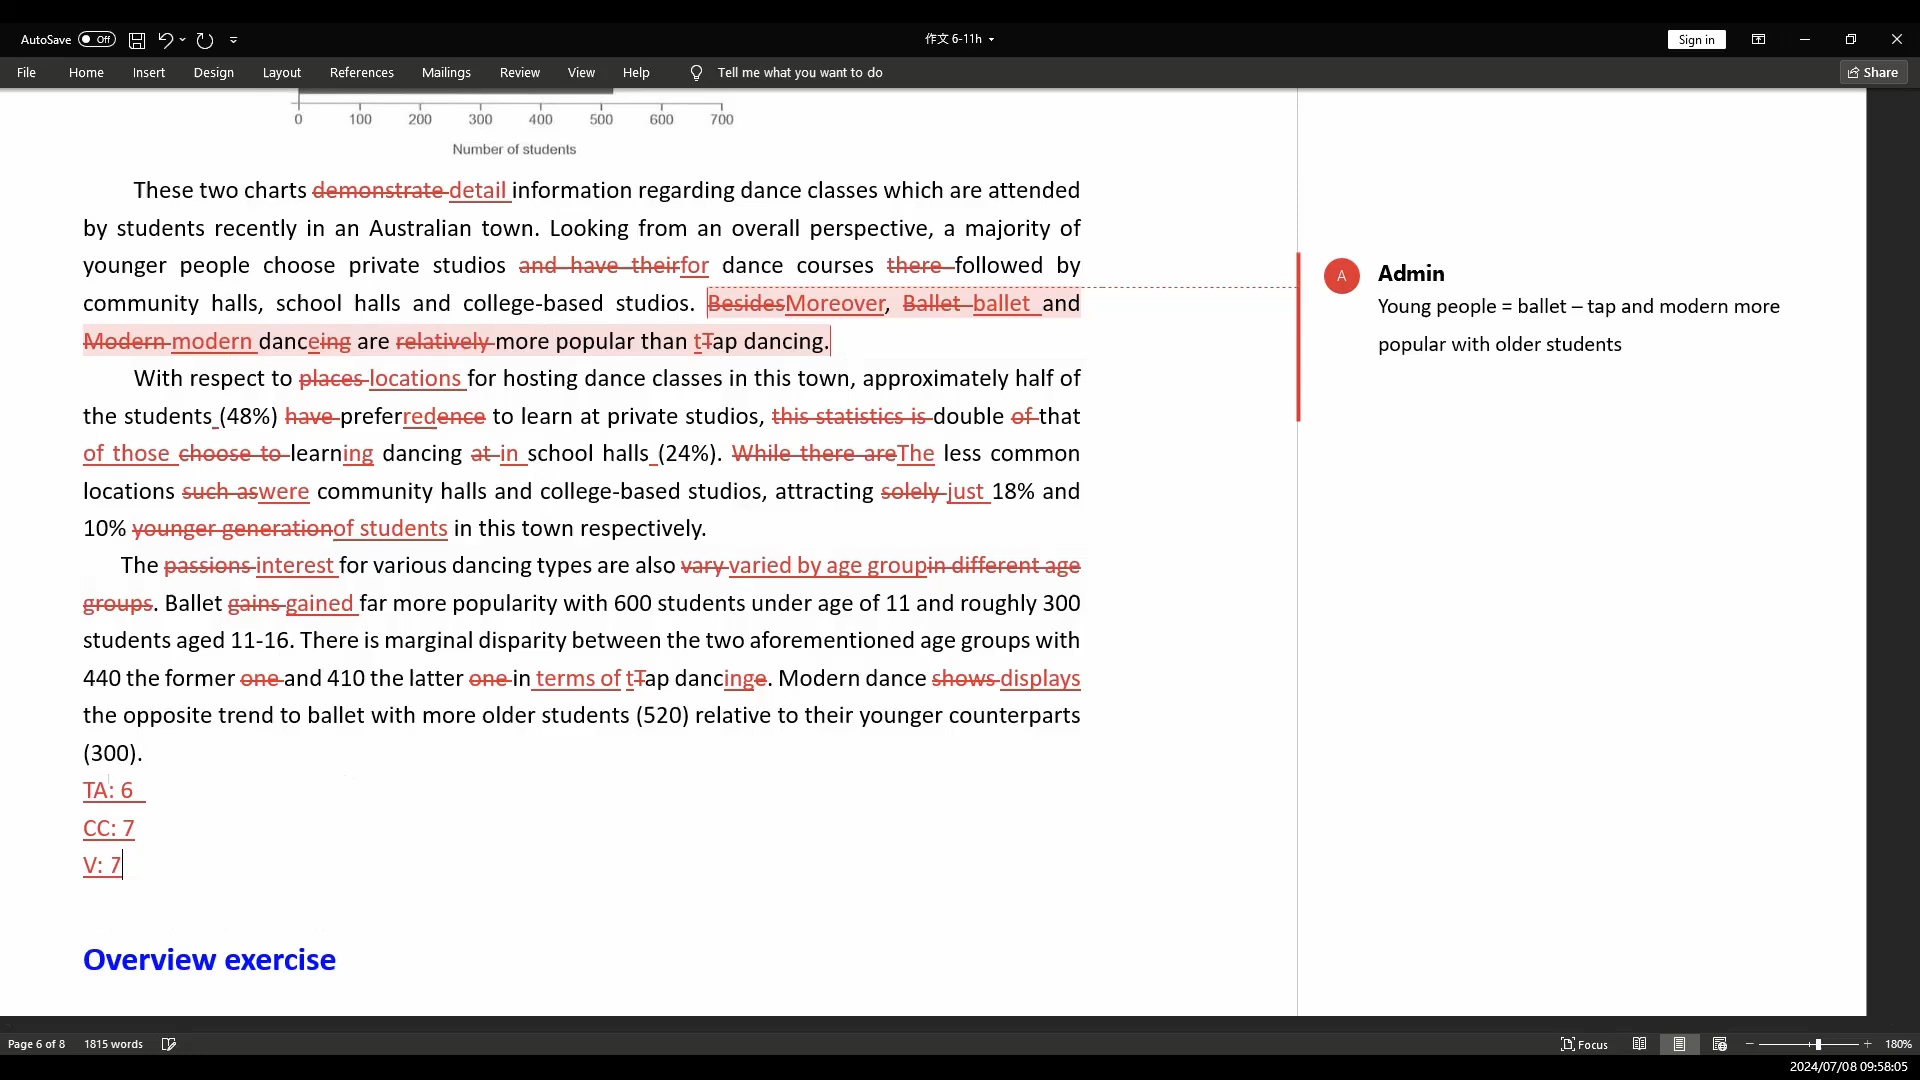 AutoSave Off 作文 6-11h Sign in
File Home Insert Design Layout References Mailings Review View Help Tell me what you want to do Share
0 100 200 300 400 500 600 700
Number of students
These two charts demonstrate detail information regarding dance classes which are attended
by students recently in an Australian town. Looking from an overall perspective, a majority of
younger people choose private studios and have theirfor dance courses there followed by
community halls, school halls and college-based studios. BesidesMoreover, Ballet ballet and
Modern modern danceing are relatively more popular than tTap dancing.
Admin
Young people = ballet – tap and modern more
popular with older students
With respect to places locations for hosting dance classes in this town, approximately half of
the students (48%) have preferredence to learn at private studios, this statistics is double of that
of those choose to learning dancing at in school halls (24%). While there areThe less common
locations such aswere community halls and college-based studios, attracting solely just 18% and
10% younger generationof students in this town respectively.
The passions interest for various dancing types are also vary varied by age groupin different age
groups. Ballet gains gained far more popularity with 600 students under age of 11 and roughly 300
students aged 11-16. There is marginal disparity between the two aforementioned age groups with
440 the former one and 410 the latter one in terms of tTap dancinge. Modern dance shows displays
the opposite trend to ballet with more older students (520) relative to their younger counterparts
(300).
TA: 6
CC: 7
V: 7
Overview exercise
Page 6 of 8 1815 words Focus 180%
2024/07/08 09:58:05